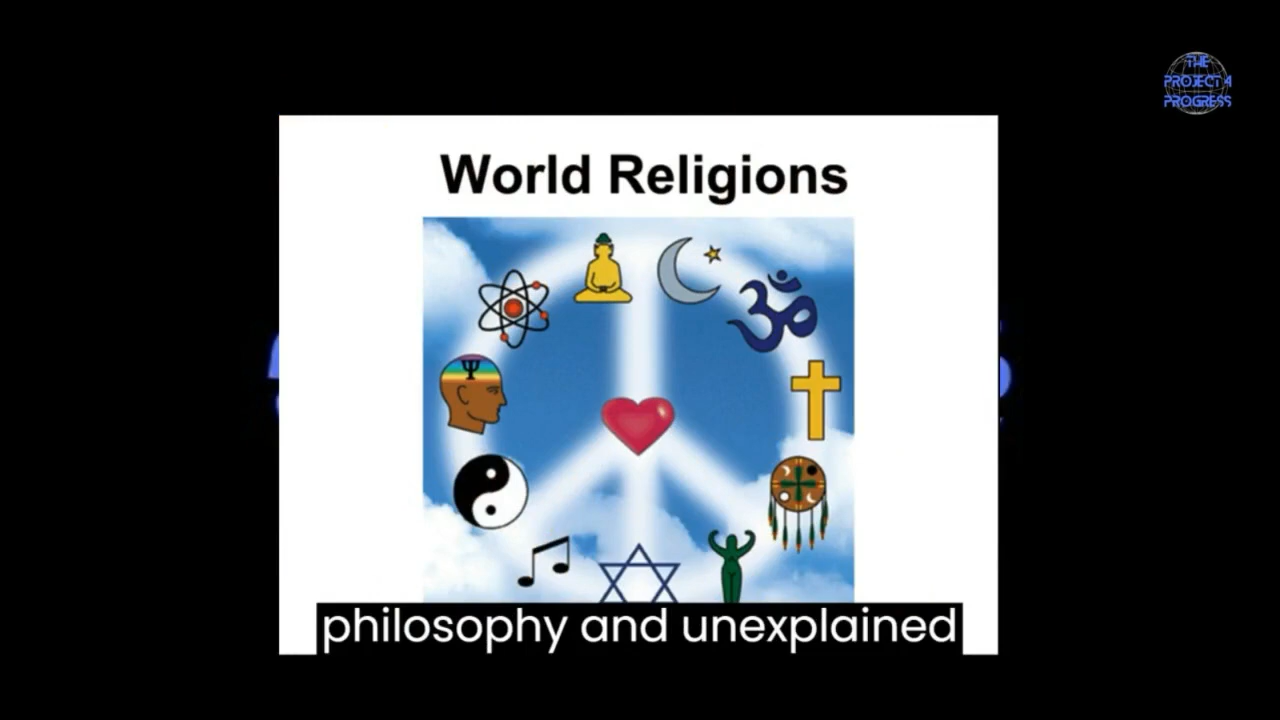 THE
PROJECT 4
PROGRESS
World Religions
ॐ
Ψ
philosophy and unexplained